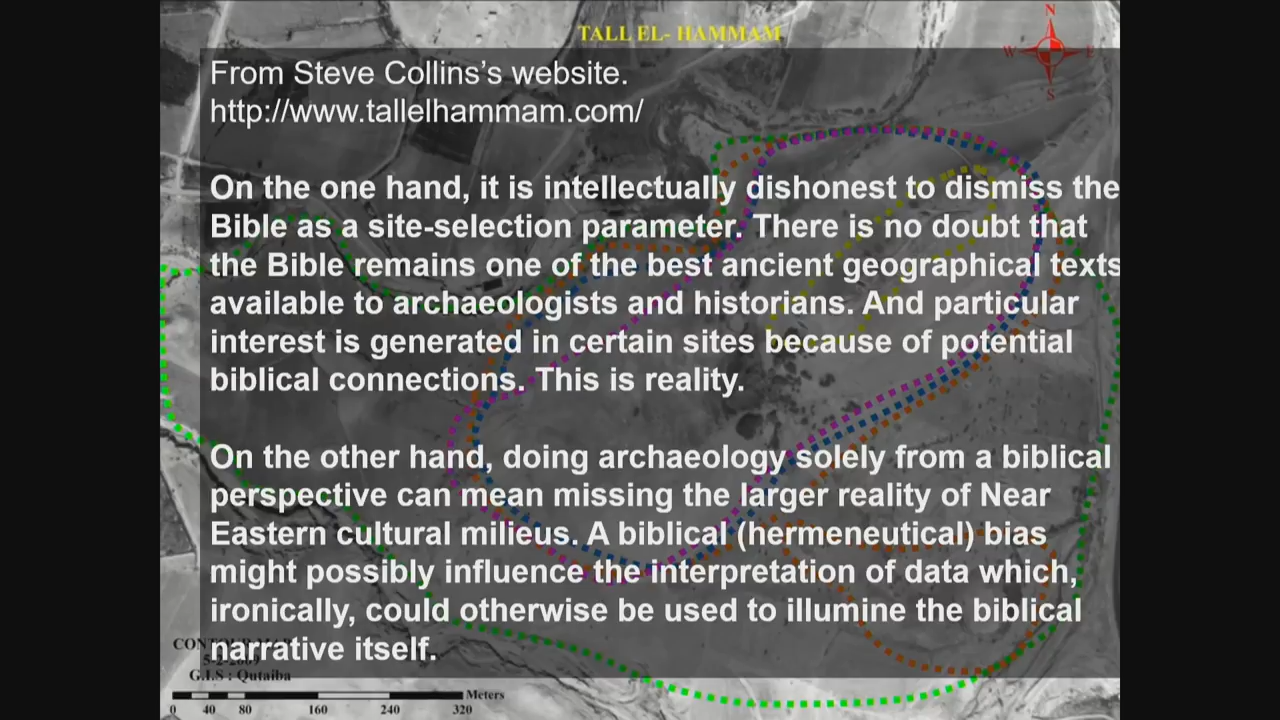 TALL EL- HAMMAM
N
W
E
S
From Steve Collins's website.
http://www.tallelhammam.com/
On the one hand, it is intellectually dishonest to dismiss the
Bible as a site-selection parameter. There is no doubt that
the Bible remains one of the best ancient geographical texts
available to archaeologists and historians. And particular
interest is generated in certain sites because of potential
biblical connections. This is reality.
On the other hand, doing archaeology solely from a biblical
perspective can mean missing the larger reality of Near
Eastern cultural milieus. A biblical (hermeneutical) bias
might possibly influence the interpretation of data which,
ironically, could otherwise be used to illumine the biblical
narrative itself.
G.I.S : Qutaiba
Meters
0 40 80 160 240 320